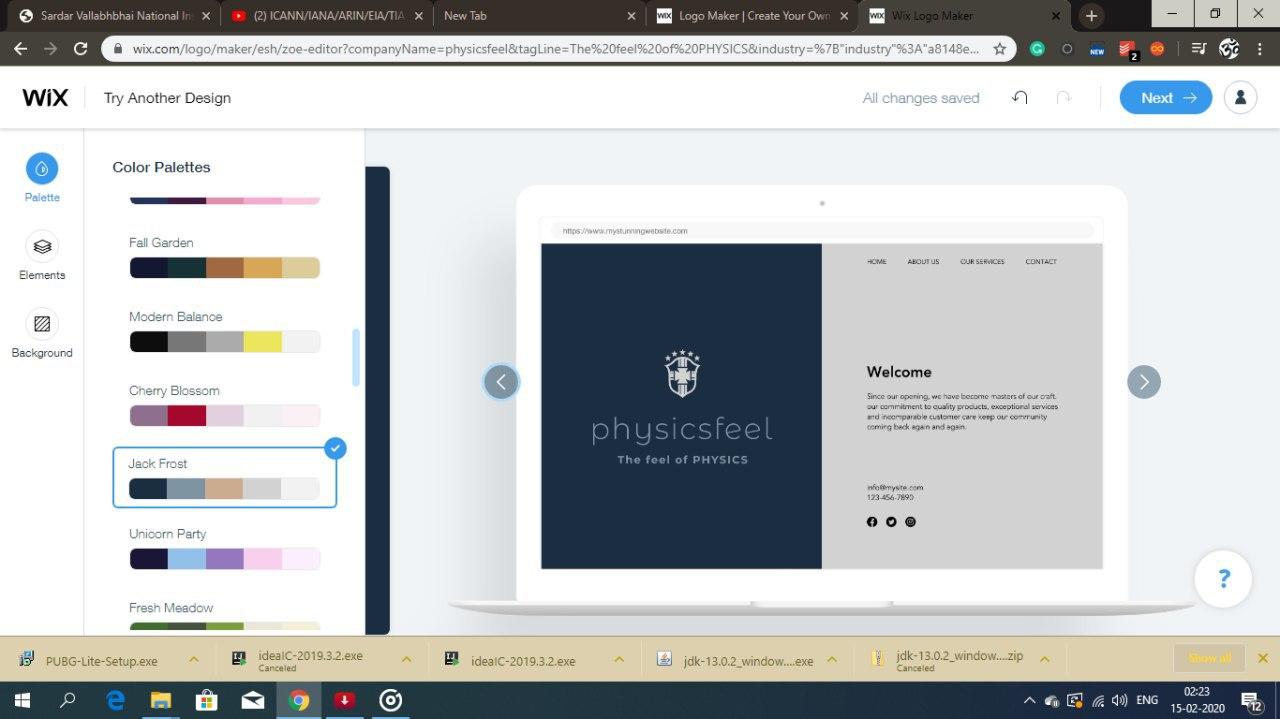 Sardar Vallabhbhai National Ins
(2) ICANN/IANA/ARIN/EIA/TIA
New Tab
WiX Logo Maker | Create Your Own
WiX Wix Logo Maker
wix.com/logo/maker/esh/zoe-editor?companyName=physicsfeel&tagLine=The%20feel%20of%20PHYSICS&industry=%7B"industry"%3A"a8148e...
NEW
2
WiX
Try Another Design
All changes saved
Next
Palette
Elements
Background
Color Palettes
Fall Garden
Modern Balance
Cherry Blossom
Jack Frost
Unicorn Party
Fresh Meadow
https://www.mystunningwebsite.com
HOME ABOUT US OUR SERVICES CONTACT
physicsfeel
The feel of PHYSICS
Welcome
Since our opening, we have become masters of our craft.
our commitment to quality products, exceptional services
and incomparable customer care keep our community
coming back again and again.
info@mysite.com
123-456-7890
?
PUBG-Lite-Setup.exe
ideaIC-2019.3.2.exe
Canceled
ideaIC-2019.3.2.exe
jdk-13.0.2_window....exe
jdk-13.0.2_window....zip
Canceled
Show all
ENG
02:23
15-02-2020
12